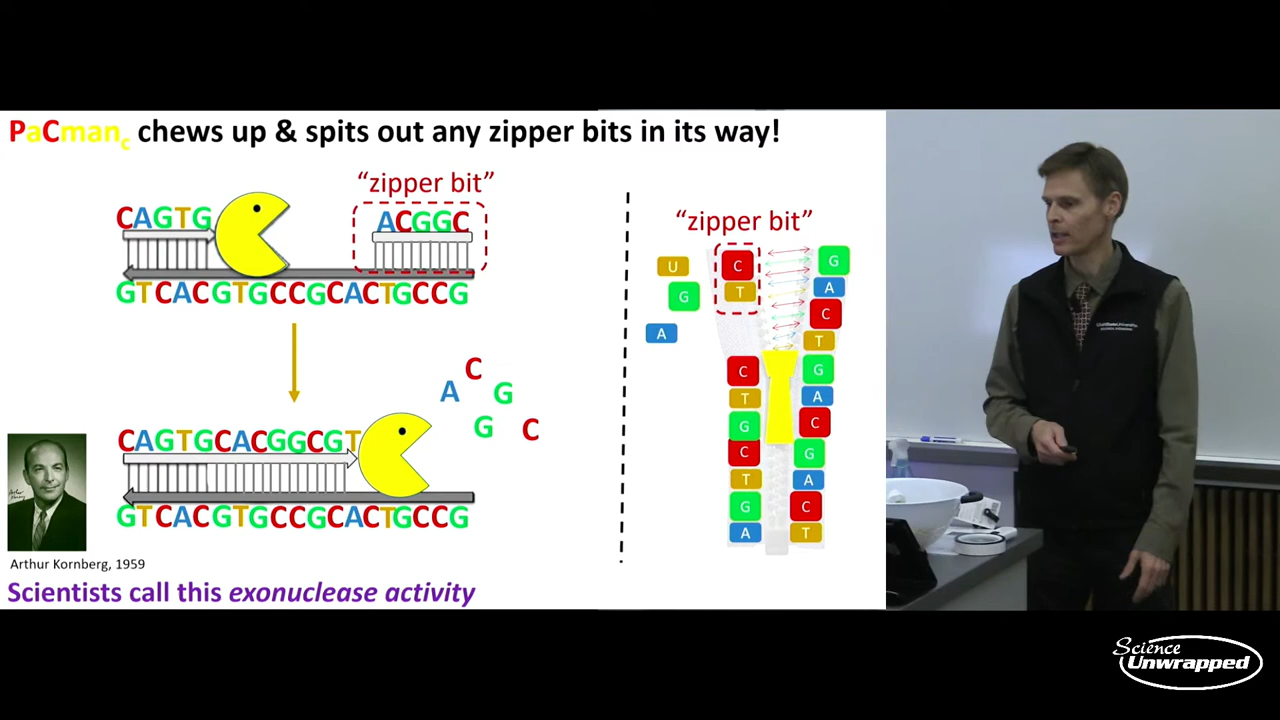 PaCmanc chews up & spits out any zipper bits in its way!
"zipper bit"
CAGTG
ACGGC
GTCACGTGCCGCACTGCCG
A
C
G
G
C
CAGTGCACGGCGT
GTCACGTGCCGCACTGCCG
Arthur Kornberg, 1959
Scientists call this exonuclease activity
"zipper bit"
U
G
A
C
T
C
T
G
C
T
G
A
G
A
C
T
G
A
C
G
A
C
T
Science
Unwrapped